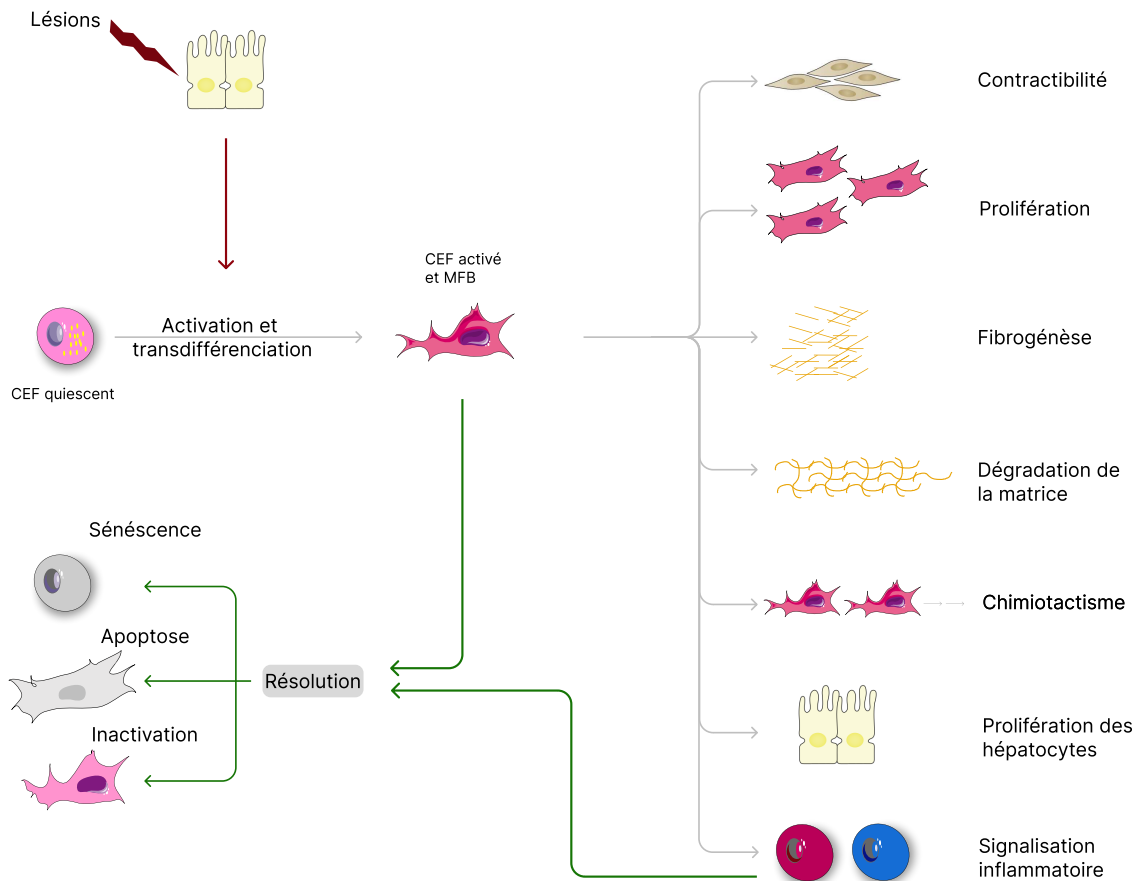 Lésions
Contractibilité
Prolifération
CEF activé
et MFB
Activation et
transdifférenciation
CEF quiescent
Fibrogénèse
Dégradation de
la matrice
Sénéscence
Chimiotactisme
Apoptose
Résolution
Inactivation
Prolifération des
hépatocytes
Signalisation
inflammatoire